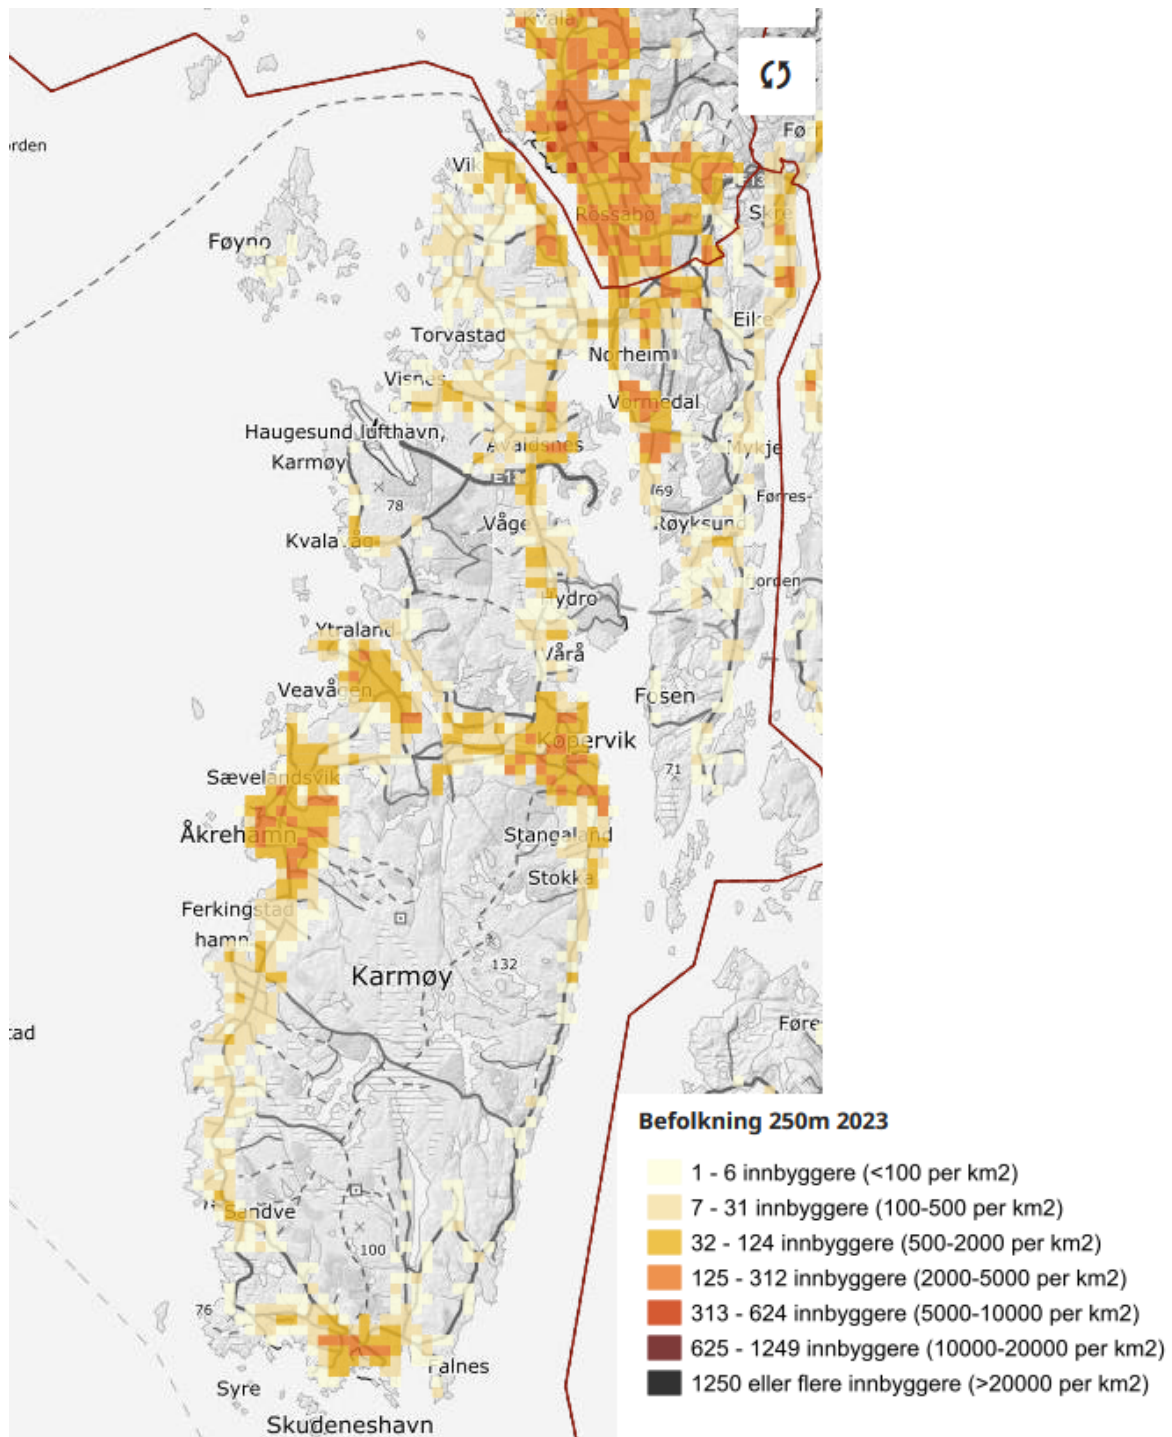 Kvala
Fø
rden
Vik
Røssabø
Skre
Føyno
Eike
Torvastad
Norheim
Visnes
Vormedal
Haugesund lufthavn,
Karmøy
Avaldsnes
Mykje
E134
69
Førres-
78
Våge
Røyksund
Kvalavåg
fjorden
Hydro
Ytraland
Vårå
Veavågen
Fosen
Køpervik
Sævelandsvik
71
Åkrehamn
Stangaland
Stokka
Ferkingstad
hamn
132
Karmøy
tad
Føre
Sandve
100
76
Falnes
Syre
Skudeneshavn
Befolkning 250m 2023
1 - 6 innbyggere (<100 per km2)
7 - 31 innbyggere (100-500 per km2)
32 - 124 innbyggere (500-2000 per km2)
125 - 312 innbyggere (2000-5000 per km2)
313 - 624 innbyggere (5000-10000 per km2)
625 - 1249 innbyggere (10000-20000 per km2)
1250 eller flere innbyggere (>20000 per km2)